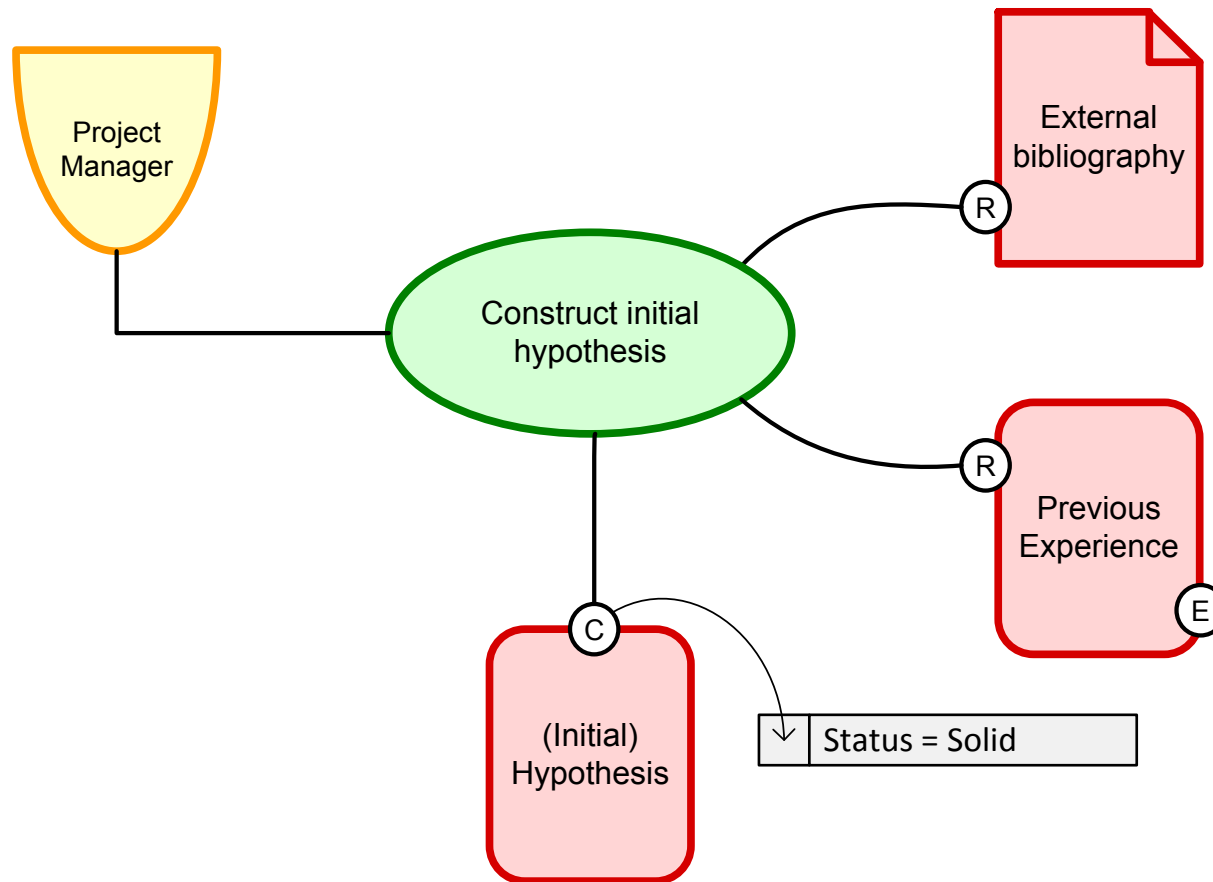 Project
Manager
External
bibliography
R
Construct initial
hypothesis
R
Previous
Experience
E
C
(Initial)
Hypothesis
Status = Solid